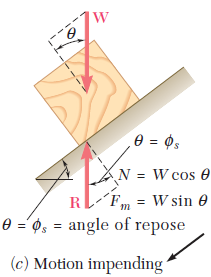 W
θ
θ = ϕs
N = W cos θ
R
Fm = W sin θ
θ = ϕs = angle of repose
(c) Motion impending